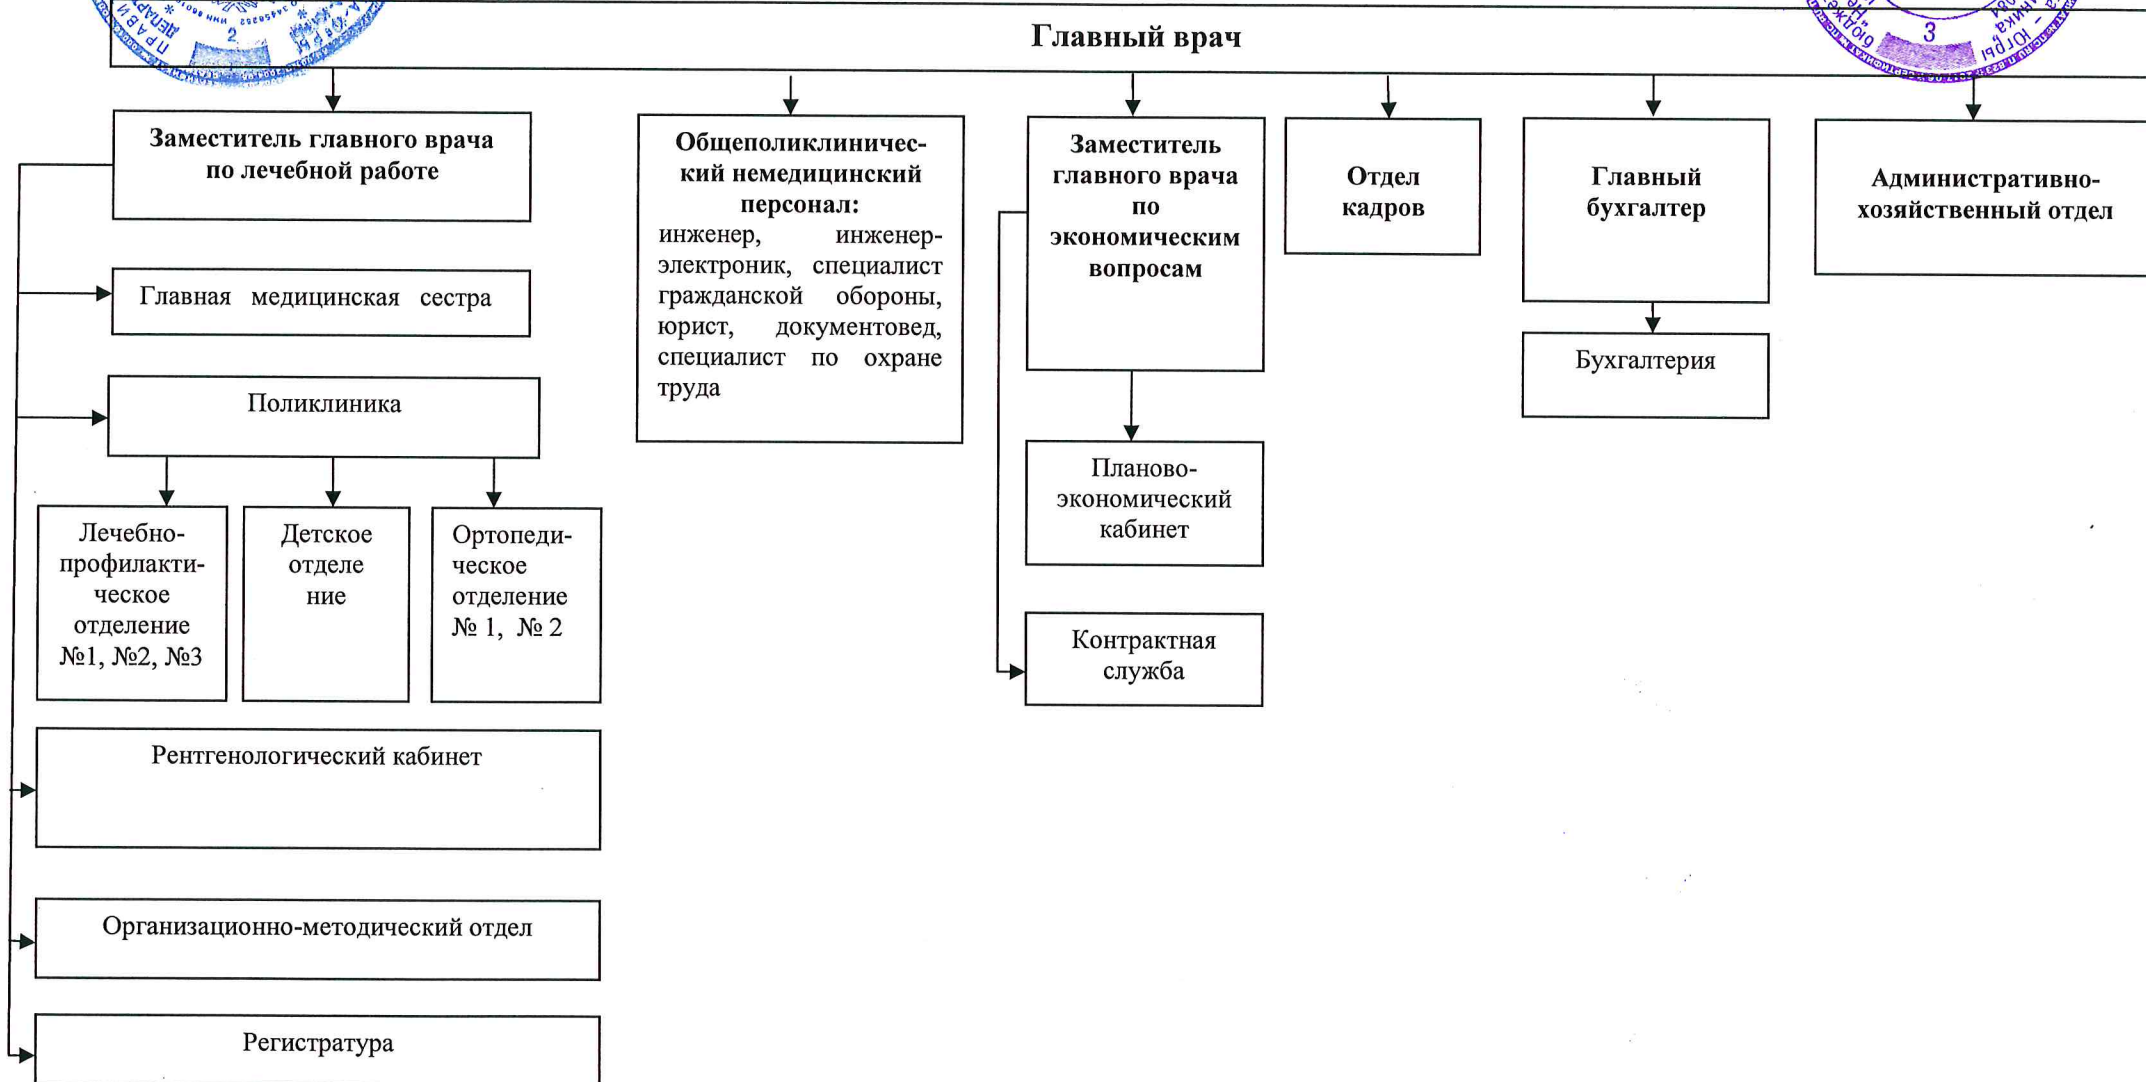 Главный врач
Заместитель главного врача
по лечебной работе
Главная медицинская сестра
Поликлиника
Лечебно-
профилакти-
ческое
отделение
№1, №2, №3
Детское
отделе
ние
Ортопеди-
ческое
отделение
№ 1, № 2
Рентгенологический кабинет
Организационно-методический отдел
Регистратура
Общеполиклиничес-
кий немедицинский
персонал:
инженер, инженер-
электроник, специалист
гражданской обороны,
юрист, документовед,
специалист по охране
труда
Заместитель
главного врача
по
экономическим
вопросам
Планово-
экономический
кабинет
Контрактная
служба
Отдел
кадров
Главный
бухгалтер
Бухгалтерия
Административно-
хозяйственный отдел
2
3
Югры